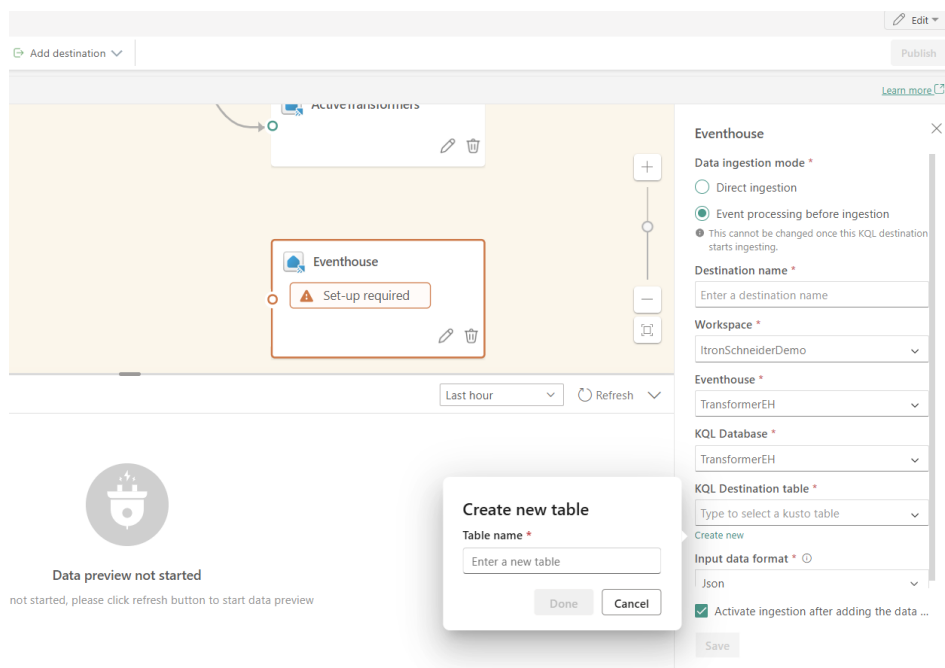 Edit
Add destination
Publish
Learn more
ActiveTransformers
Eventhouse
Set-up required
Last hour
Refresh
Data preview not started
not started, please click refresh button to start data preview
Create new table
Table name *
Enter a new table
Done
Cancel
Eventhouse
Data ingestion mode *
Direct ingestion
Event processing before ingestion
This cannot be changed once this KQL destination
starts ingesting.
Destination name *
Enter a destination name
Workspace *
ItronSchneiderDemo
Eventhouse *
TransformerEH
KQL Database *
TransformerEH
KQL Destination table *
Type to select a kusto table
Create new
Input data format *
Json
Activate ingestion after adding the data ...
Save